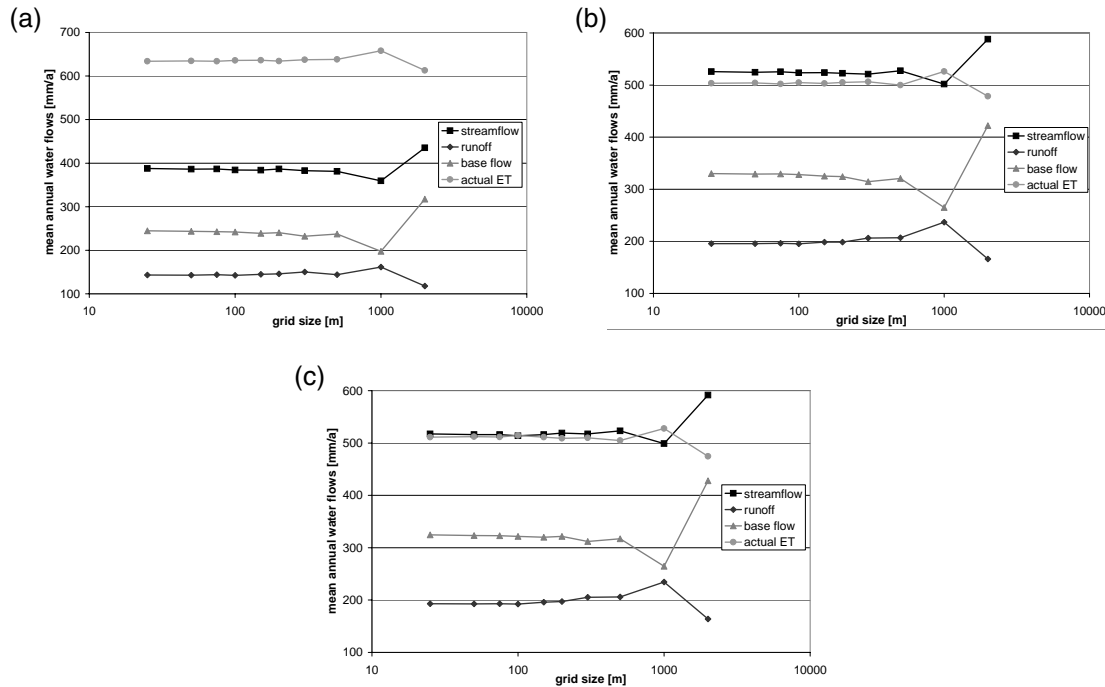 (a)
mean annual water flows [mm/a]
700
600
500
400
300
200
100
10
100
1000
10000
grid size [m]
streamflow
runoff
base flow
actual ET
(b)
mean annual water flows [mm/a]
600
500
400
300
200
100
10
100
1000
10000
grid size [m]
streamflow
runoff
base flow
actual ET
(c)
mean annual water flows [mm/a]
600
500
400
300
200
100
10
100
1000
10000
grid size [m]
streamflow
runoff
base flow
actual ET